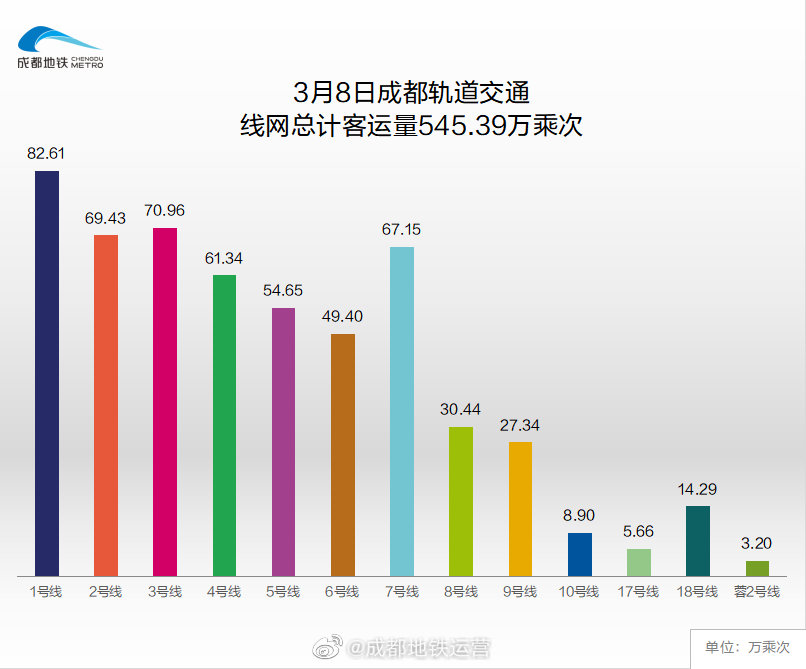 成都地铁 CHENGDU METRO
3月8日成都轨道交通
线网总计客运量545.39万乘次
82.61
69.43
70.96
61.34
54.65
49.40
67.15
30.44
27.34
8.90
5.66
14.29
3.20
1号线
2号线
3号线
4号线
5号线
6号线
7号线
8号线
9号线
10号线
17号线
18号线
蓉2号线
@成都地铁运营
单位：万乘次